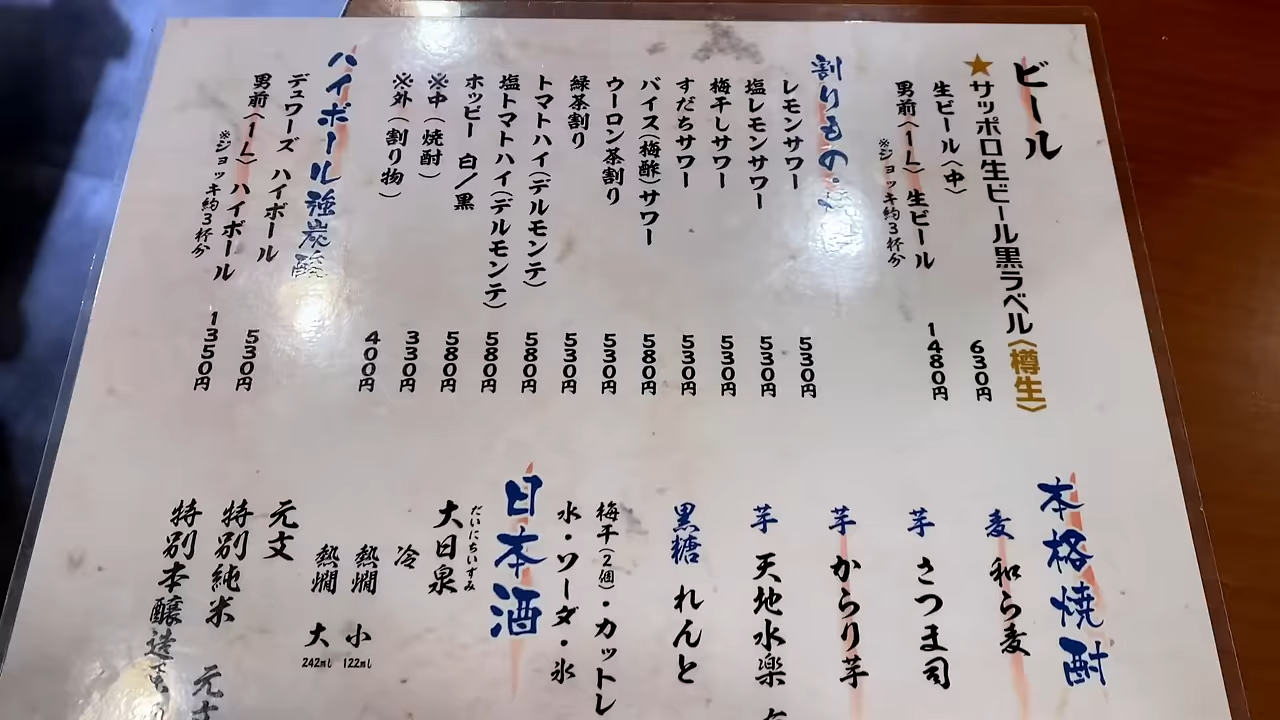 ビール
★サッポロ生ビール黒ラベル〈樽生〉
生ビール〈中〉 630円
男前〈1L〉生ビール 1480円
※ジョッキ約3杯分
割りもの
レモンサワー 530円
塩レモンサワー 530円
梅干しサワー 530円
すだちサワー 530円
バイス(梅酢)サワー 580円
ウーロン茶割り 530円
緑茶割り 530円
トマトハイ(デルモンテ) 580円
塩トマトハイ(デルモンテ) 580円
ホッピー 白/黒 580円
※中(焼酎) 330円
※外(割り物) 400円
ハイボール強炭酸
デュワーズ ハイボール 530円
男前〈1L〉ハイボール 1350円
※ジョッキ約3杯分
本格焼酎
麦 和ら麦
芋 さつま司
芋 からり芋
芋 天地水楽
黒糖 れんと
梅干(2個)・カットレ
水・ソーダ・氷
日本酒
だいにちいずみ
大日泉
冷
熱燗 小 122ml
熱燗 大 242ml
元文
特別純米 元文
特別本醸造